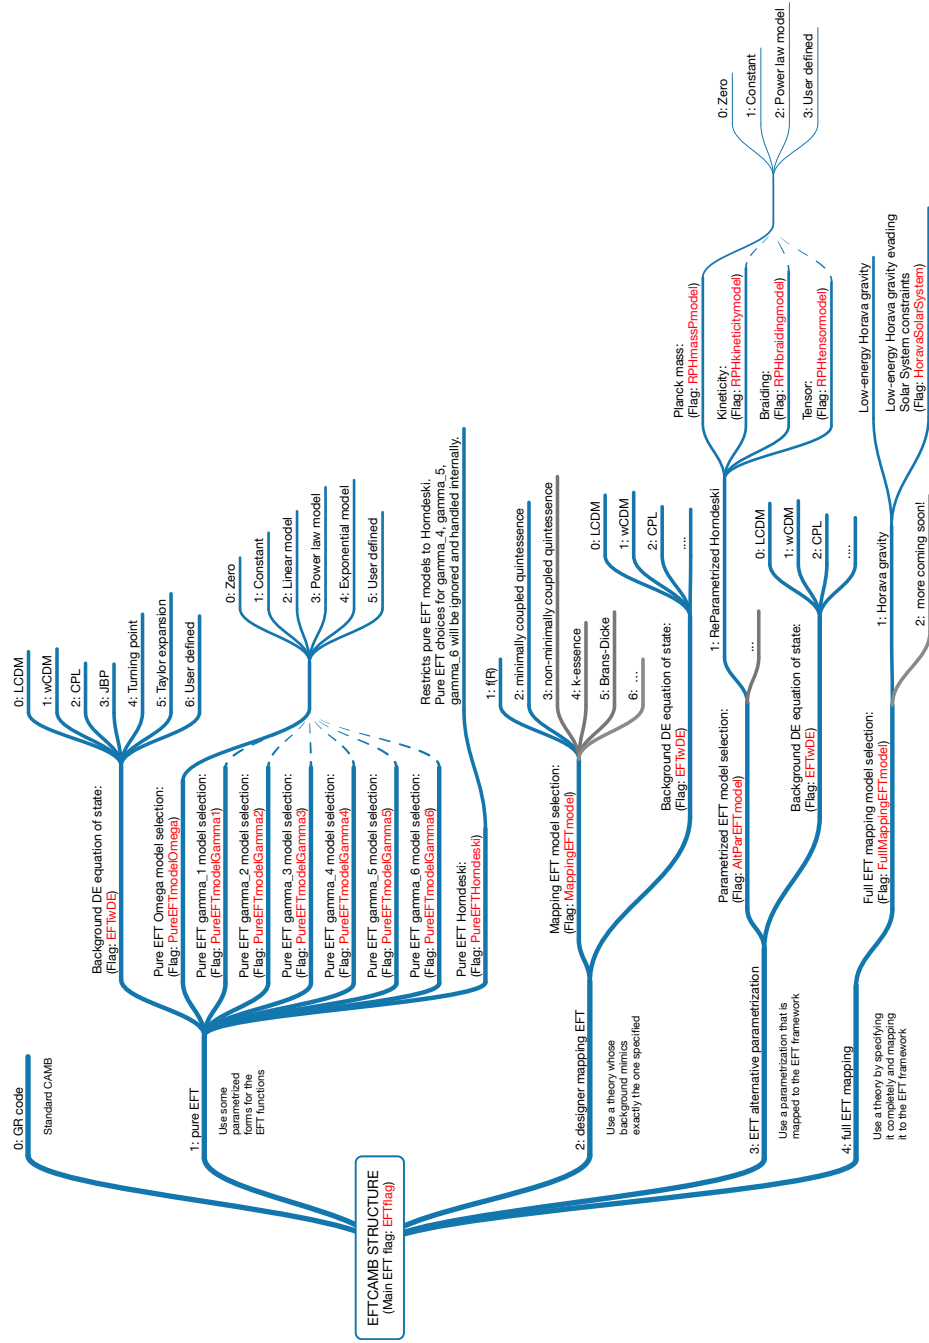 EFTCAMB STRUCTURE
(Main EFT flag: EFTflag)
0: GR code
Standard CAMB
1: pure EFT
Use some
parametrized
forms for the
EFT functions
Background DE equation of state:
(Flag: EFTwDE)
0: LCDM
1: wCDM
2: CPL
3: JBP
4: Turning point
5: Taylor expansion
6: User defined
Pure EFT Omega model selection:
(Flag: PureEFTmodelOmega)
Pure EFT gamma_1 model selection:
(Flag: PureEFTmodelGamma1)
Pure EFT gamma_2 model selection:
(Flag: PureEFTmodelGamma2)
Pure EFT gamma_3 model selection:
(Flag: PureEFTmodelGamma3)
Pure EFT gamma_4 model selection:
(Flag: PureEFTmodelGamma4)
Pure EFT gamma_5 model selection:
(Flag: PureEFTmodelGamma5)
Pure EFT gamma_6 model selection:
(Flag: PureEFTmodelGamma6)
0: Zero
1: Constant
2: Linear model
3: Power law model
4: Exponential model
5: User defined
Pure EFT Horndeski:
(Flag: PureEFTHorndeski)
Restricts pure EFT models to Horndeski.
Pure EFT choices for gamma_4, gamma_5,
gamma_6 will be ignored and handled internally.
2: designer mapping EFT
Use a theory whose
background mimics
exactly the one specified
Mapping EFT model selection:
(Flag: MappingEFTmodel)
1: f(R)
2: minimally coupled quintessence
3: non-minimally coupled quintessence
4: k-essence
5: Brans-Dicke
6: ...
Background DE equation of state:
(Flag: EFTwDE)
0: LCDM
1: wCDM
2: CPL
....
3: EFT alternative parametrization
Use a parametrization that is
mapped to the EFT framework
Parametrized EFT model selection:
(Flag: AltParEFTmodel)
1: ReParametrized Horndeski
...
Planck mass:
(Flag: RPHmassPmodel)
Kineticity:
(Flag: RPHkineticitymodel)
Braiding:
(Flag: RPHbraidingmodel)
Tensor:
(Flag: RPHtensormodel)
0: Zero
1: Constant
2: Power law model
3: User defined
Background DE equation of state:
(Flag: EFTwDE)
0: LCDM
1: wCDM
2: CPL
....
4: full EFT mapping
Use a theory by specifying
it completely and mapping
it to the EFT framework
Full EFT mapping model selection:
(Flag: FullMappingEFTmodel)
1: Horava gravity
2: more coming soon!
Low-energy Horava gravity
Low-energy Horava gravity evading
Solar System constraints
(Flag: HoravaSolarSystem)